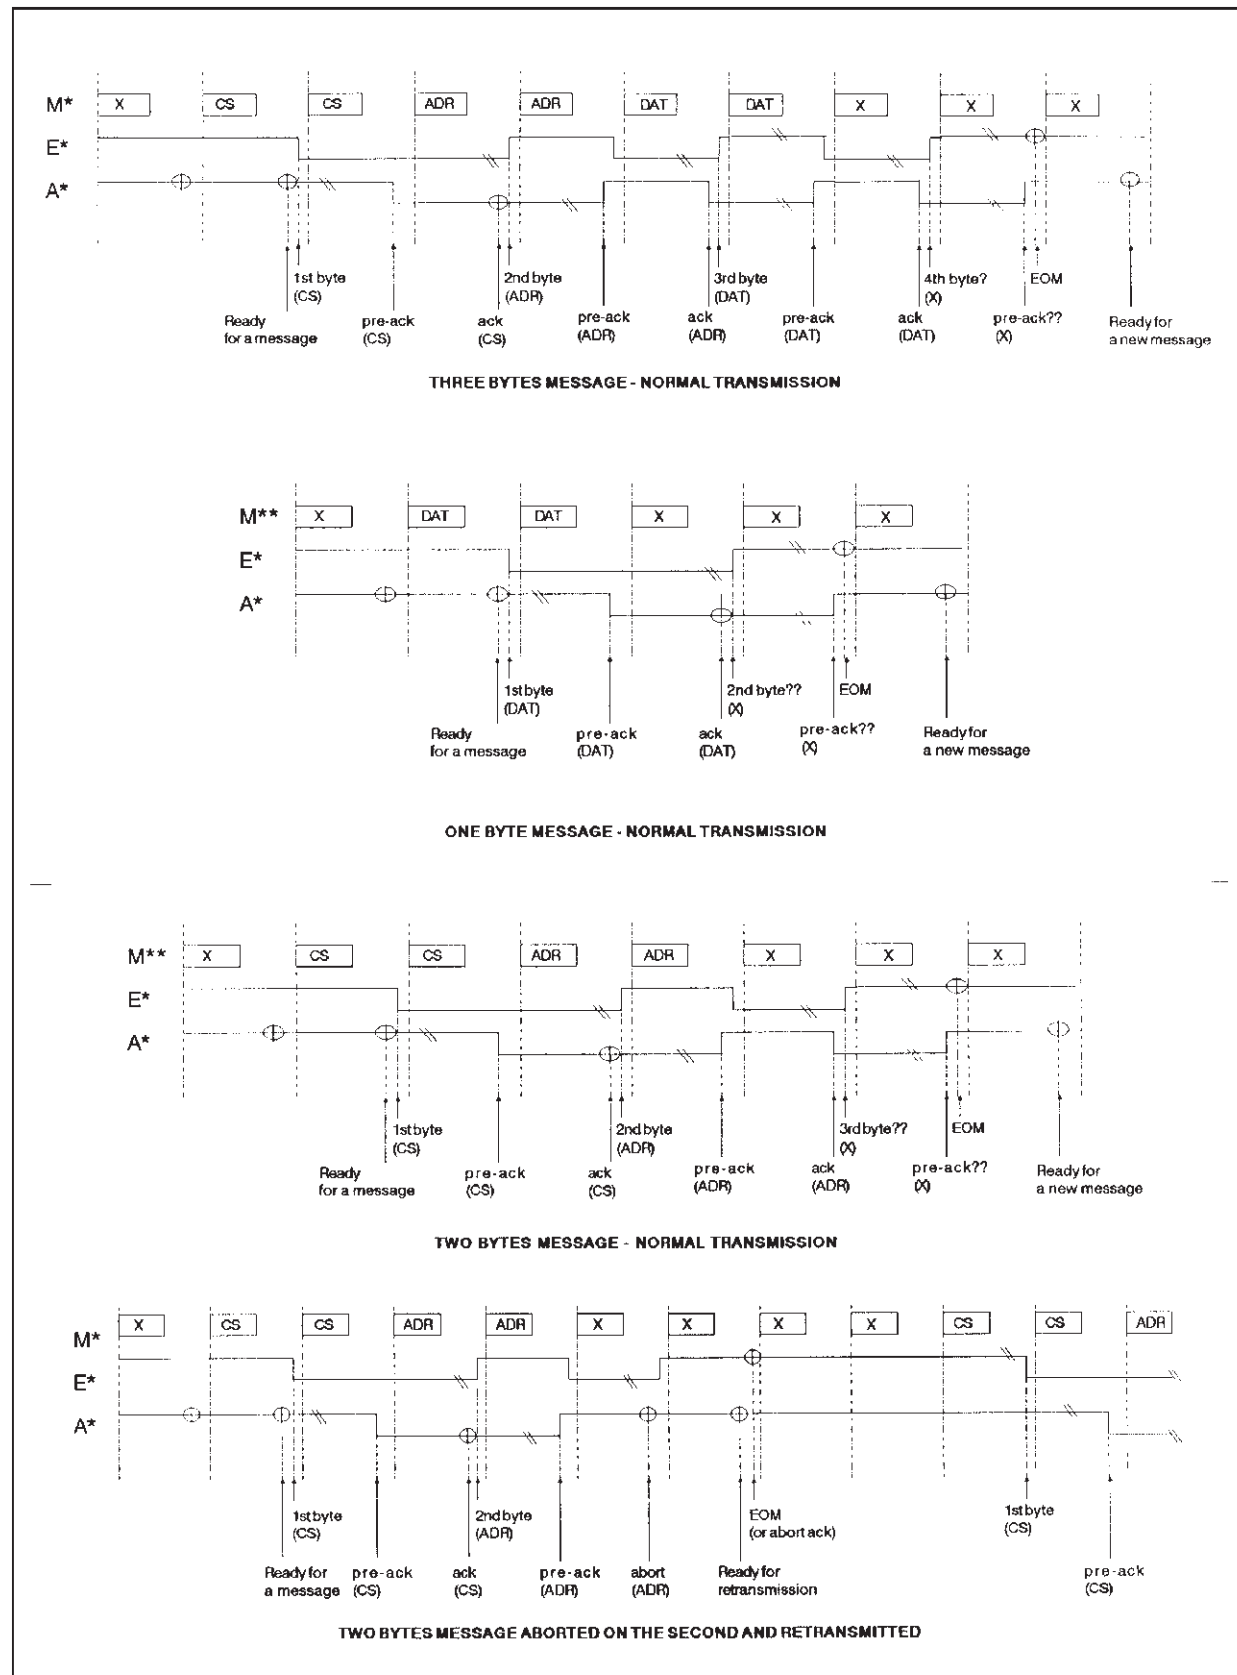 M* X CS CS ADR ADR DAT DAT X X X
E*
A*
1st byte 2nd byte 3rd byte 4th byte? EOM
(CS) (ADR) (DAT) (X)
Ready pre-ack ack pre-ack ack pre-ack ack pre-ack?? Ready for
for a message (CS) (CS) (ADR) (ADR) (DAT) (DAT) (X) a new message
THREE BYTES MESSAGE - NORMAL TRANSMISSION
M** X DAT DAT X X X
E*
A*
1st byte 2nd byte?? EOM
(DAT) (X)
Ready pre-ack ack pre-ack?? Ready for
for a message (DAT) (DAT) (X) a new message
ONE BYTE MESSAGE - NORMAL TRANSMISSION
M** X CS CS ADR ADR X X X
E*
A*
1st byte 2nd byte 3rd byte?? EOM
(CS) (ADR) (X)
Ready pre-ack ack pre-ack ack pre-ack?? Ready for
for a message (CS) (CS) (ADR) (ADR) (X) a new message
TWO BYTES MESSAGE - NORMAL TRANSMISSION
M* X CS CS ADR ADR X X X X CS CS ADR
E*
A*
1st byte 2nd byte EOM 1st byte
(CS) (ADR) (or abort ack) (CS)
Ready for pre-ack ack pre-ack abort Ready for pre-ack
a message (CS) (CS) (ADR) (ADR) retransmission (CS)
TWO BYTES MESSAGE ABORTED ON THE SECOND AND RETRANSMITTED